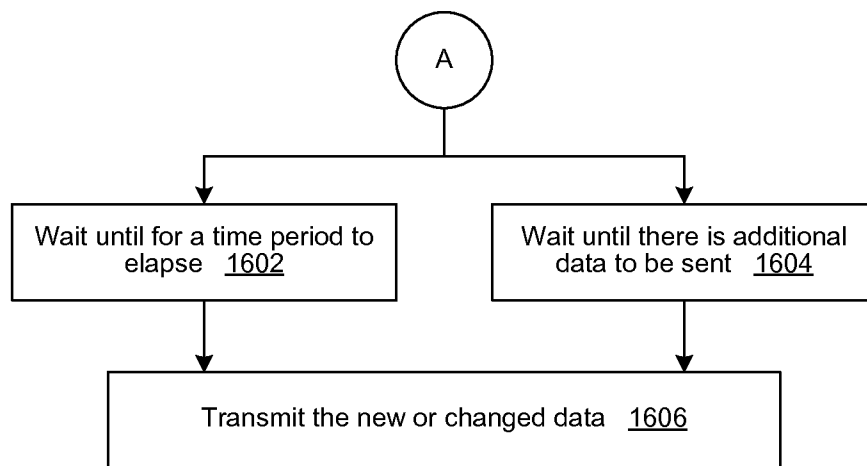 A
Wait until for a time period to
elapse 1602
Wait until there is additional
data to be sent 1604
Transmit the new or changed data 1606